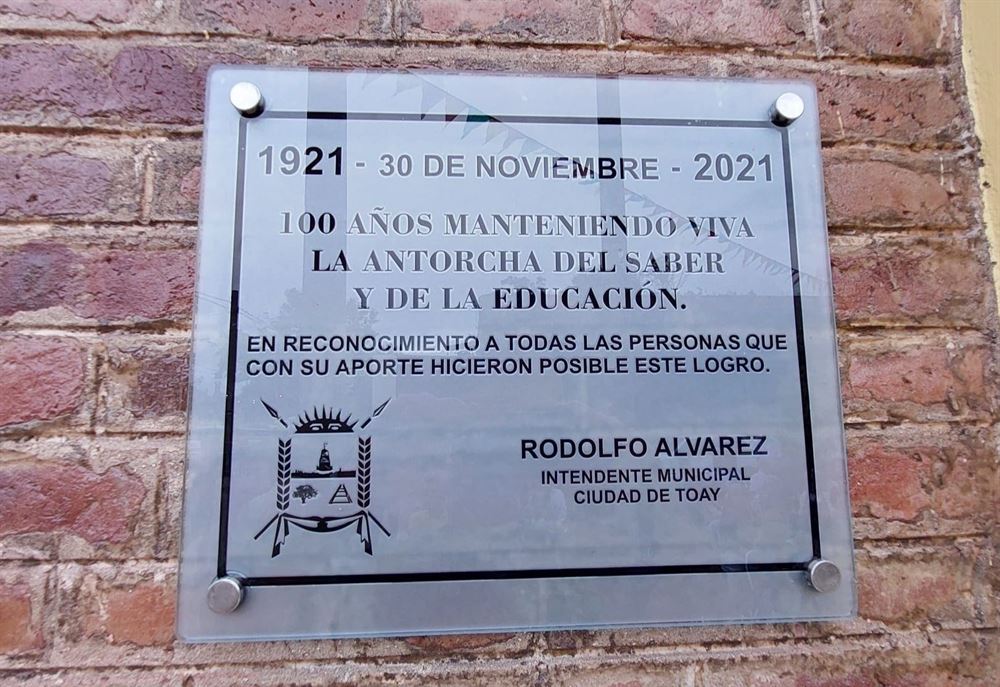 1921 - 30 DE NOVIEMBRE - 2021
100 AÑOS MANTENIENDO VIVA
LA ANTORCHA DEL SABER
Y DE LA EDUCACIÓN.
EN RECONOCIMIENTO A TODAS LAS PERSONAS QUE
CON SU APORTE HICIERON POSIBLE ESTE LOGRO.
RODOLFO ALVAREZ
INTENDENTE MUNICIPAL
CIUDAD DE TOAY